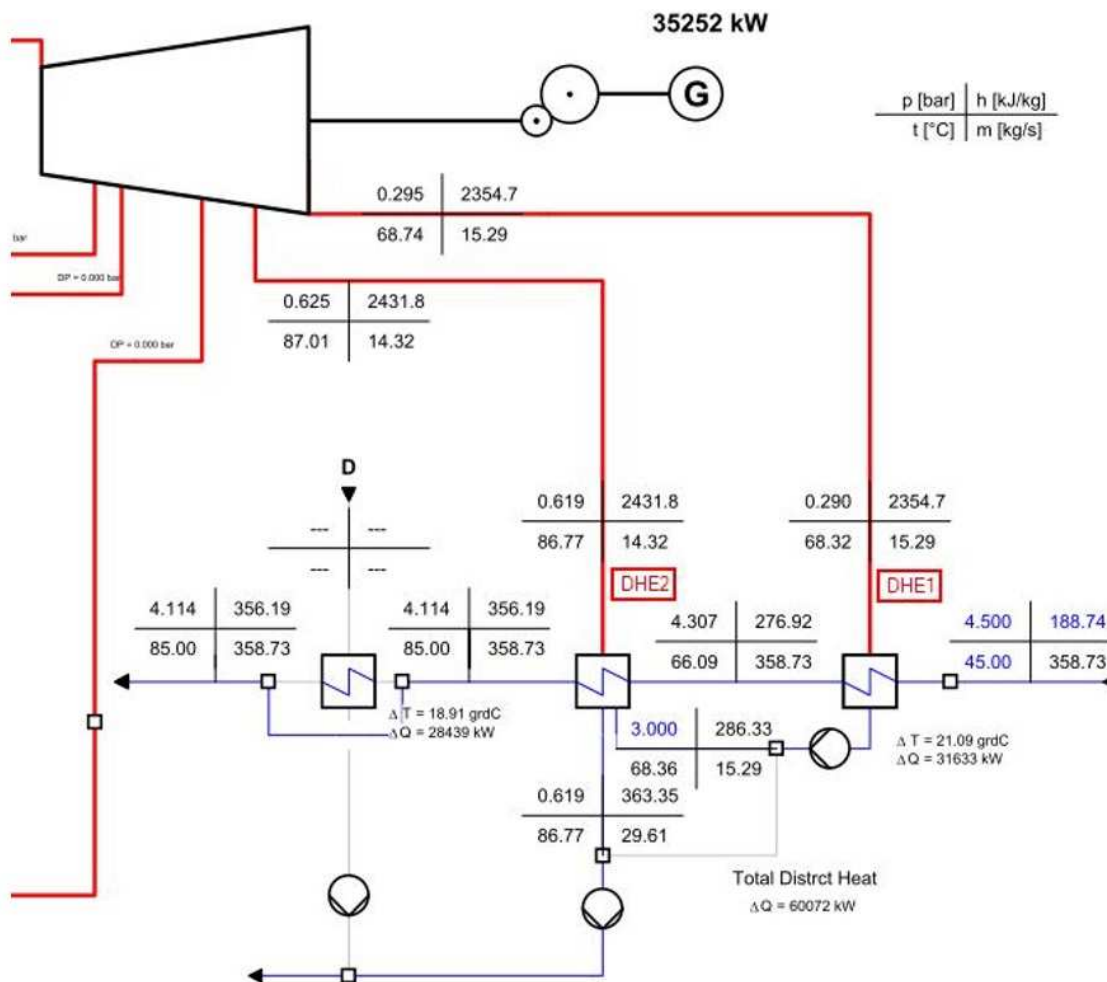 35252 kW
G
p [bar] h [kJ/kg]
t [°C] m [kg/s]
0.295 2354.7
68.74 15.29
bar
DP = 0.000 bar
0.625 2431.8
87.01 14.32
DP = 0.000 bar
D
--- ---
--- ---
0.619 2431.8
86.77 14.32
0.290 2354.7
68.32 15.29
DHE2
DHE1
4.114 356.19
85.00 358.73
4.114 356.19
85.00 358.73
4.307 276.92
66.09 358.73
4.500 188.74
45.00 358.73
Δ T = 18.91 grdC
Δ Q = 28439 kW
3.000 286.33
68.36 15.29
Δ T = 21.09 grdC
Δ Q = 31633 kW
0.619 363.35
86.77 29.61
Total Distrct Heat
Δ Q = 60072 kW